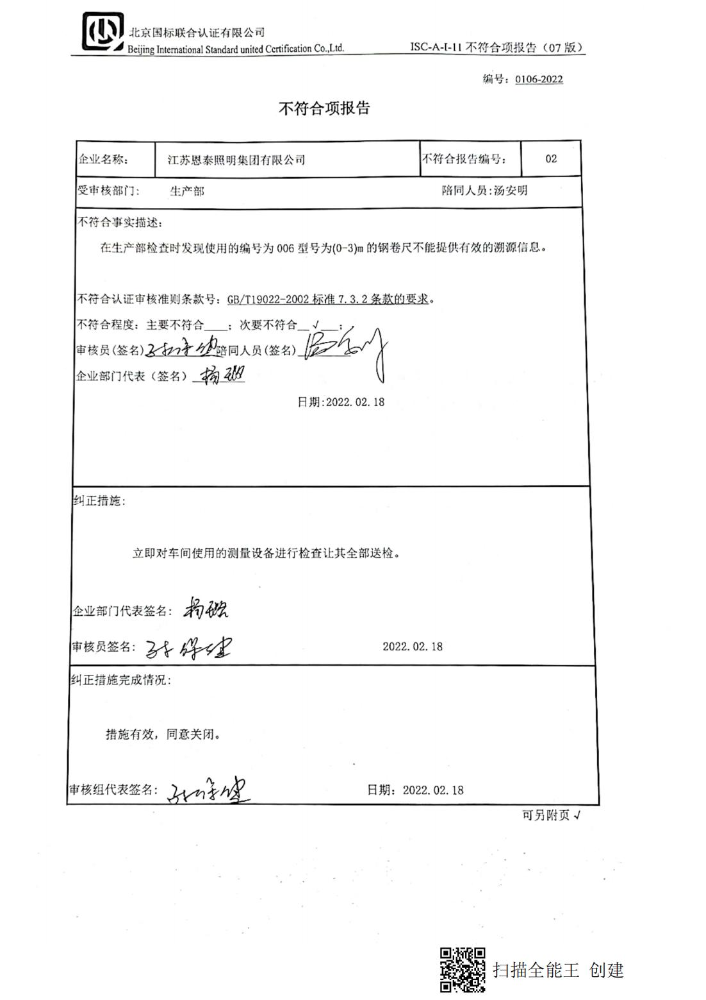 北京国标联合认证有限公司
Beijing International Standard united Certification Co.,Ltd.
ISC-A-I-11 不符合项报告（07 版）
编号：0106-2022
不符合项报告
企业名称： 江苏恩泰照明集团有限公司 不符合报告编号： 02
受审核部门： 生产部 陪同人员:汤安明
不符合事实描述：
在生产部检查时发现使用的编号为 006 型号为(0-3)m 的钢卷尺不能提供有效的溯源信息。
不符合认证审核准则条款号：GB/T19022-2002 标准 7.3.2 条款的要求。
不符合程度：主要不符合____；次要不符合__√___；
审核员(签名) 陪同人员(签名)
企业部门代表（签名）
日期:2022.02.18
纠正措施：
立即对车间使用的测量设备进行检查让其全部送检。
企业部门代表签名：
审核员签名： 2022.02.18
纠正措施完成情况：
措施有效，同意关闭。
审核组代表签名： 日期：2022.02.18
可另附页 √
扫描全能王 创建